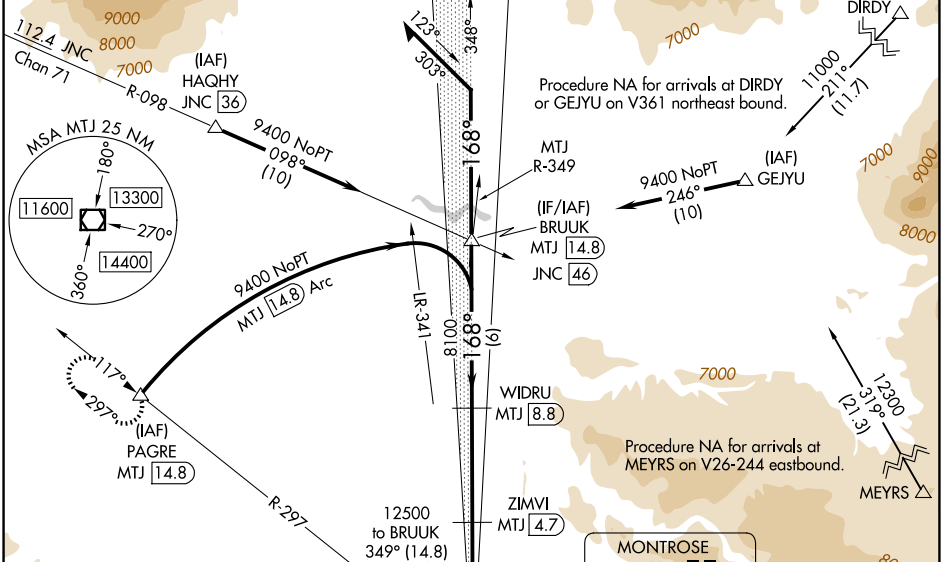 9000
8000
7000
112.4 JNC
Chan 71
R-098
(IAF)
HAQHY
JNC 36
9400 NoPT
098°
(10)
123°
303°
348°
168°
7000
DIRDY
11000
211°
(11.7)
Procedure NA for arrivals at DIRDY
or GEJYU on V361 northeast bound.
MTJ
R-349
9400 NoPT
246°
(10)
(IAF)
GEJYU
7000
9000
8000
MSA MTJ 25 NM
180°
11600
13300
270°
14400
360°
(IF/IAF)
BRUUK
MTJ 14.8
JNC 46
9400 NoPT
MTJ 14.8 Arc
LR-341
8100
168°
(6)
117°
297°
(IAF)
PAGRE
MTJ 14.8
R-297
WIDRU
MTJ 8.8
7000
12300
319°
(21.3)
Procedure NA for arrivals at
MEYRS on V26-244 eastbound.
MEYRS
12500
to BRUUK
349° (14.8)
ZIMVI
MTJ 4.7
MONTROSE